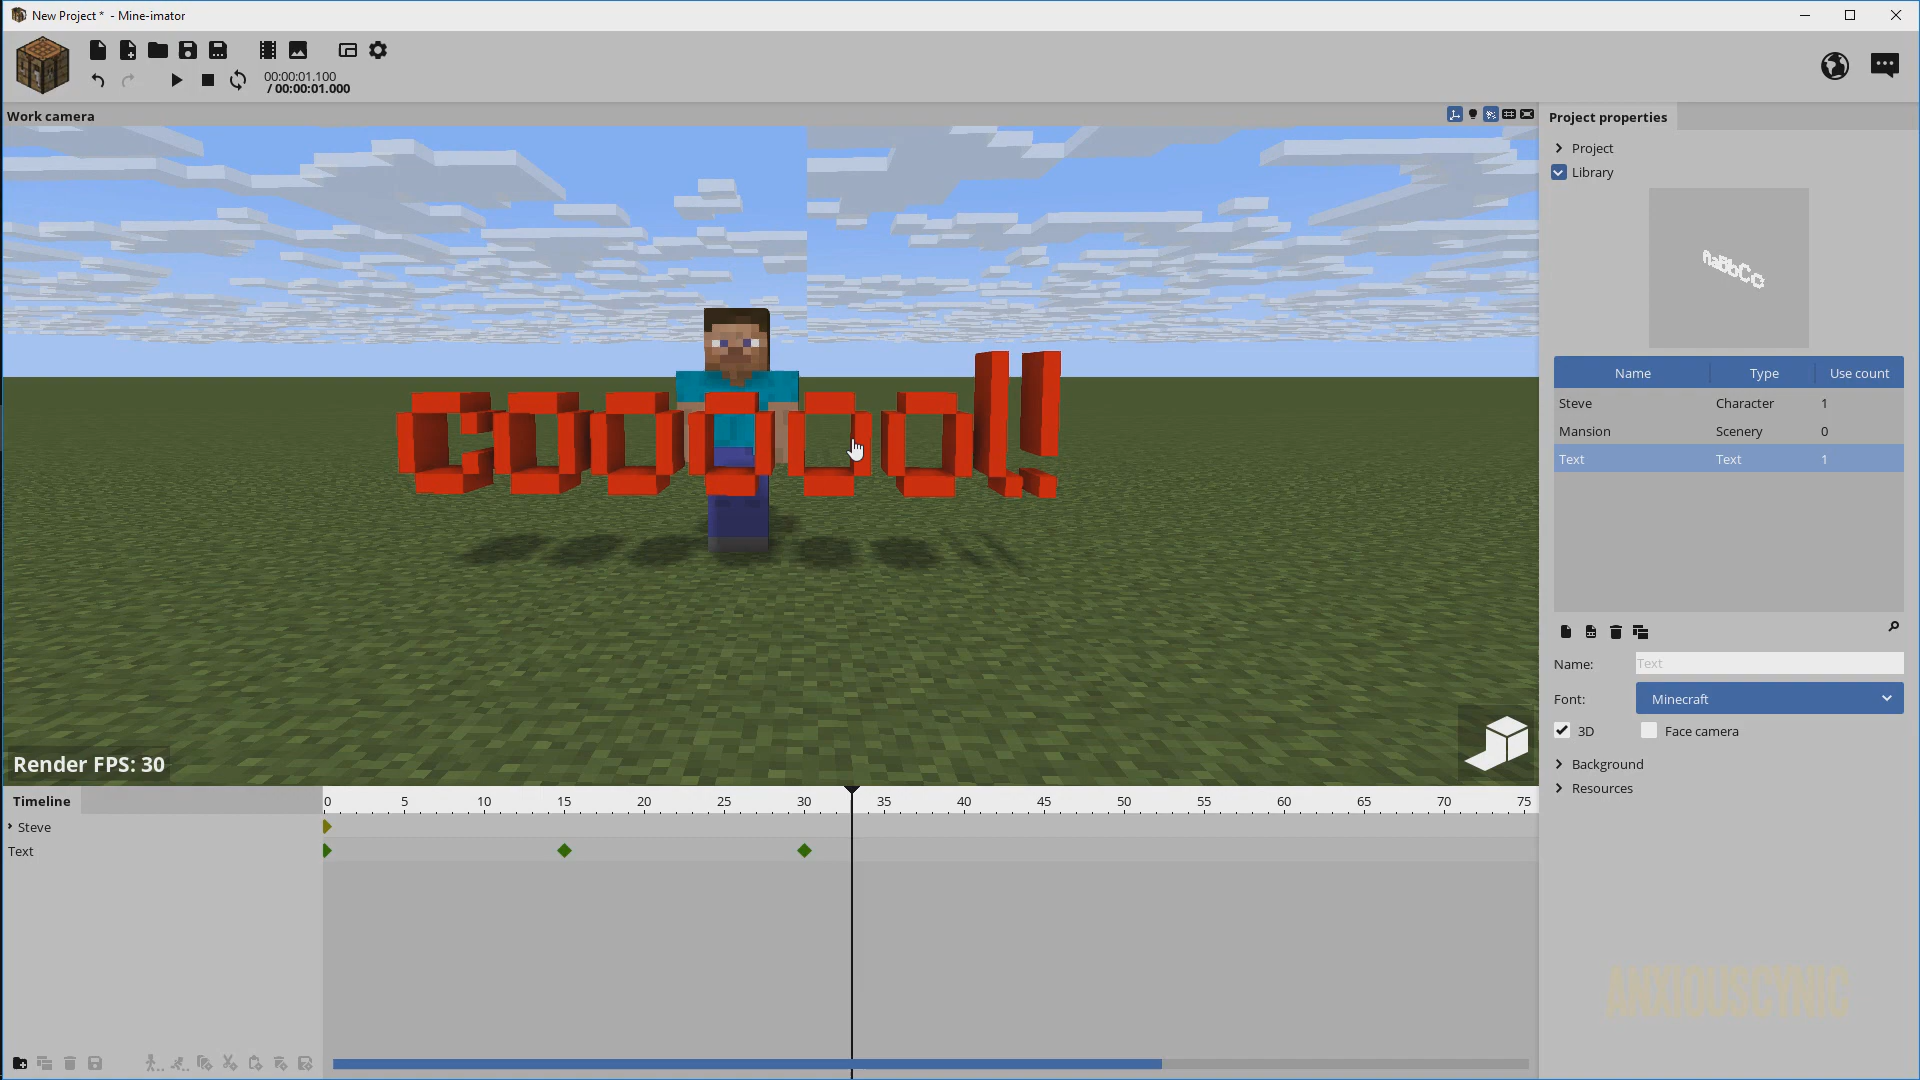 New Project * - Mine-imator
00:00:01.100
/ 00:00:01.000
Work camera
Project properties
Project
Library
AaBbCc
Name Type Use count
Steve Character 1
Mansion Scenery 0
Text Text 1
cooool!!
Name: Text
Font: Minecraft
3D Face camera
Background
Resources
Render FPS: 30
Timeline 0 5 10 15 20 25 30 35 40 45 50 55 60 65 70 75
Steve
Text
ANXIOUSCYNIC